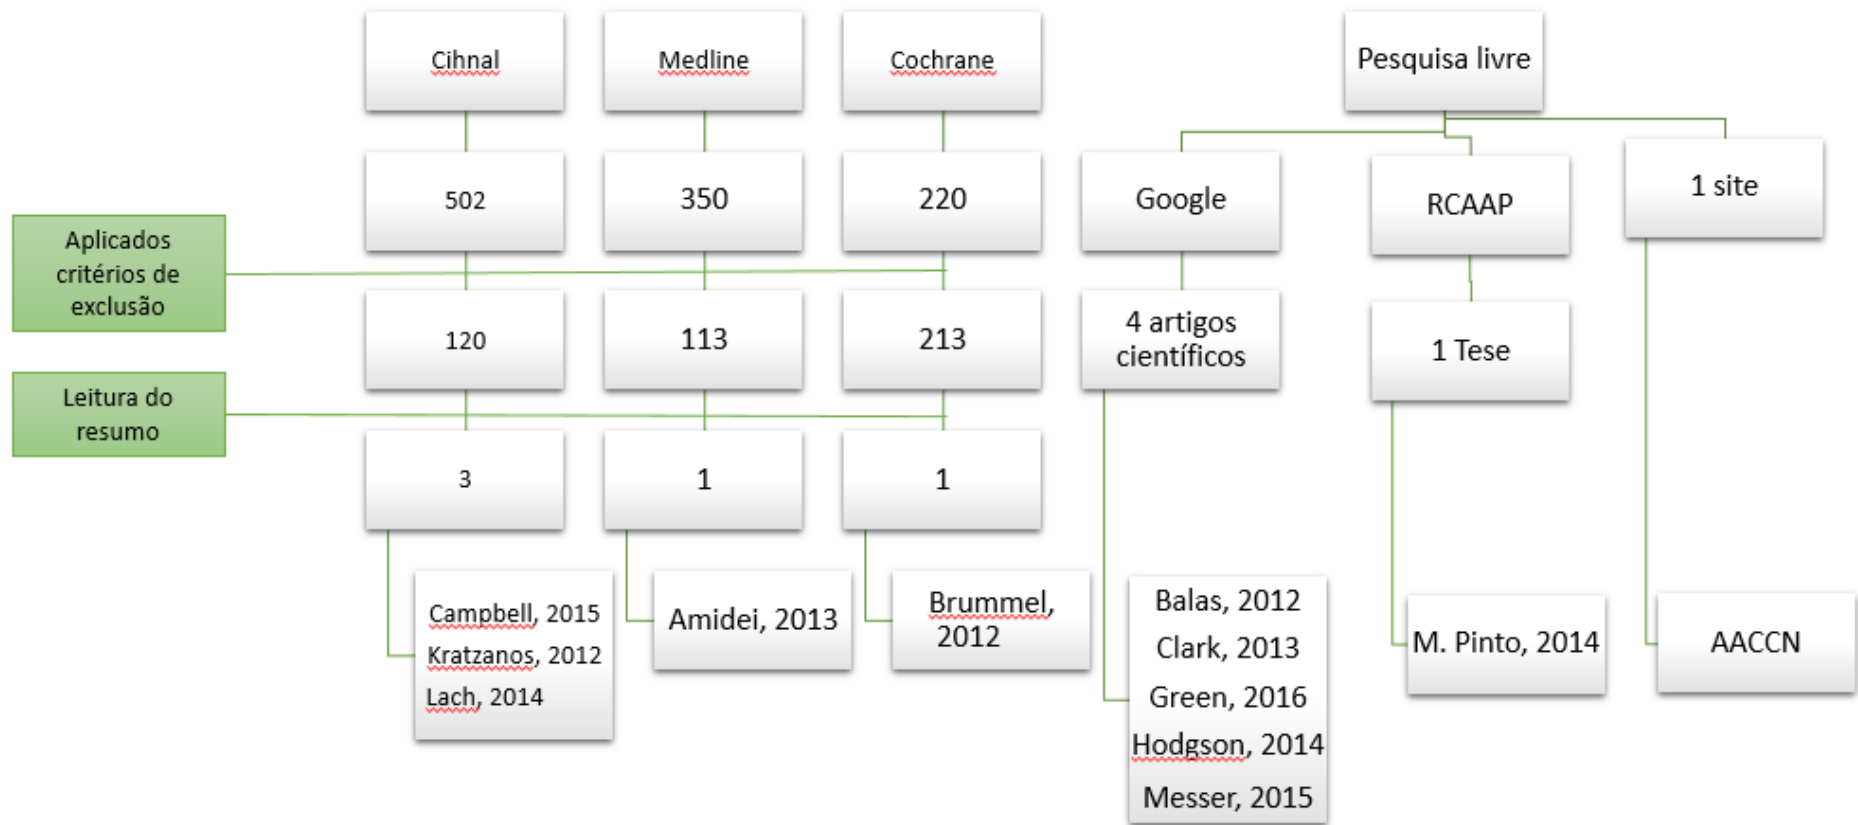 Cihnal
Medline
Cochrane
Pesquisa livre
502
350
220
Google
RCAAP
1 site
Aplicados
critérios de
exclusão
120
113
213
4 artigos
científicos
1 Tese
Leitura do
resumo
3
1
1
Campbell, 2015
Kratzanos, 2012
Lach, 2014
Amidei, 2013
Brummel,
2012
Balas, 2012
Clark, 2013
Green, 2016
Hodgson, 2014
Messer, 2015
M. Pinto, 2014
AACCN